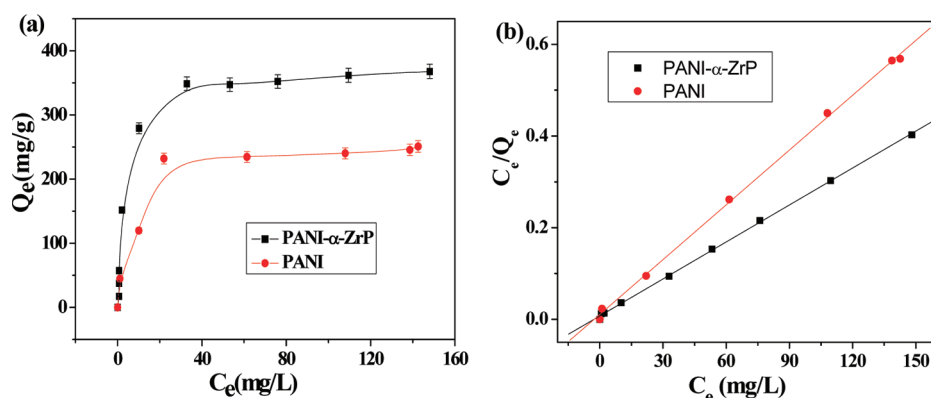 (a)
400
300
200
100
0
0
40
80
120
160
Qe(mg/g)
Ce(mg/L)
PANI-α-ZrP
PANI
(b)
0.6
0.4
0.2
0.0
0
30
60
90
120
150
Ce/Qe
Ce (mg/L)
PANI-α-ZrP
PANI